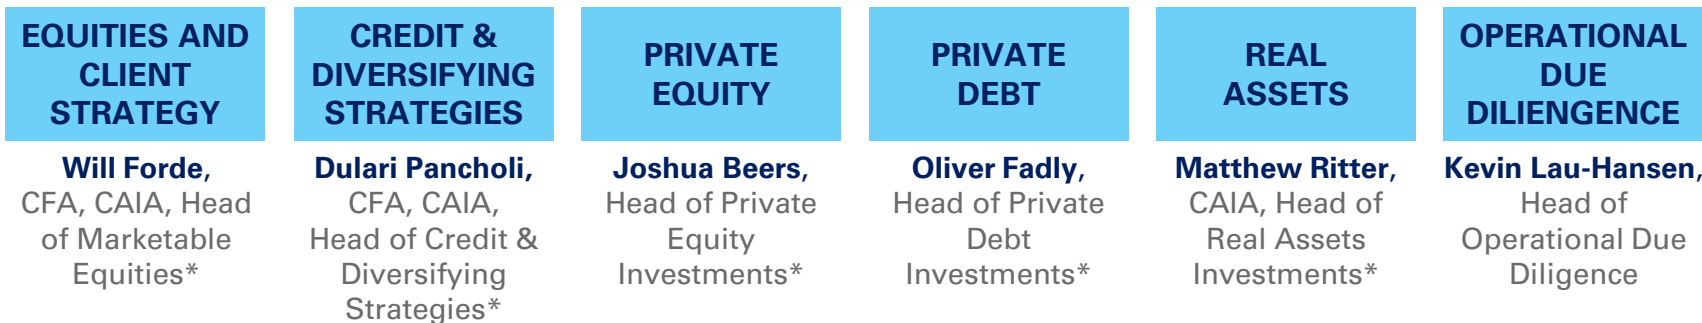 EQUITIES AND
CLIENT
STRATEGY
Will Forde,
CFA, CAIA, Head
of Marketable
Equities*
CREDIT &
DIVERSIFYING
STRATEGIES
Dulari Pancholi,
CFA, CAIA,
Head of Credit &
Diversifying
Strategies*
PRIVATE
EQUITY
Joshua Beers,
Head of Private
Equity
Investments*
PRIVATE
DEBT
Oliver Fadly,
Head of Private
Debt
Investments*
REAL
ASSETS
Matthew Ritter,
CAIA, Head of
Real Assets
Investments*
OPERATIONAL
DUE
DILIENGENCE
Kevin Lau-Hansen,
Head of
Operational Due
Diligence